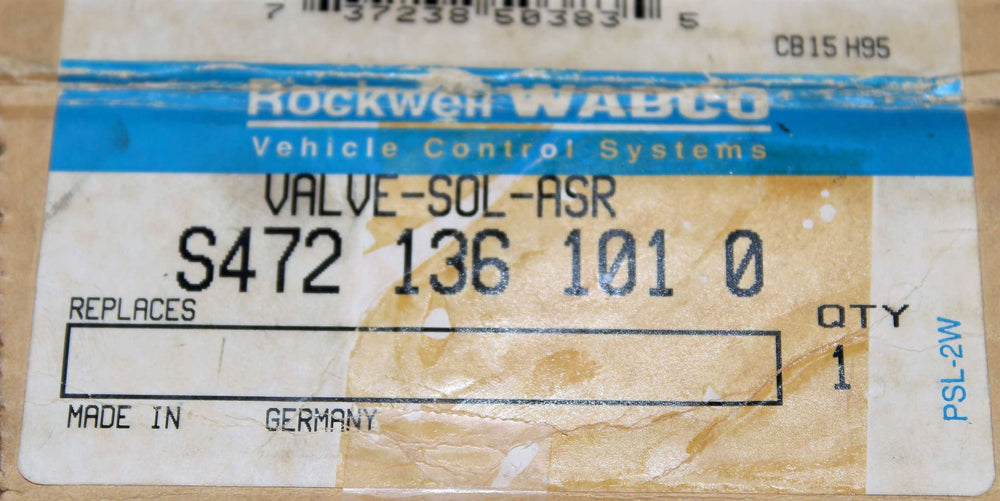 7 37238 50383 5
CB15 H95
Rockwell WABCO
Vehicle Control Systems
VALVE-SOL-ASR
S472 136 101 0
REPLACES
QTY
1
PSL-2W
MADE IN GERMANY